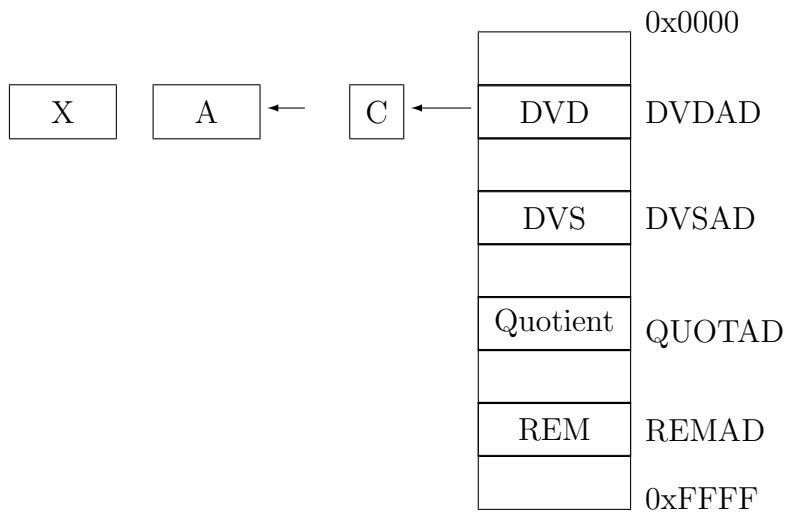 0x0000
X A C DVD DVDAD
DVS DVSAD
Quotient QUOTAD
REM REMAD
0xFFFF